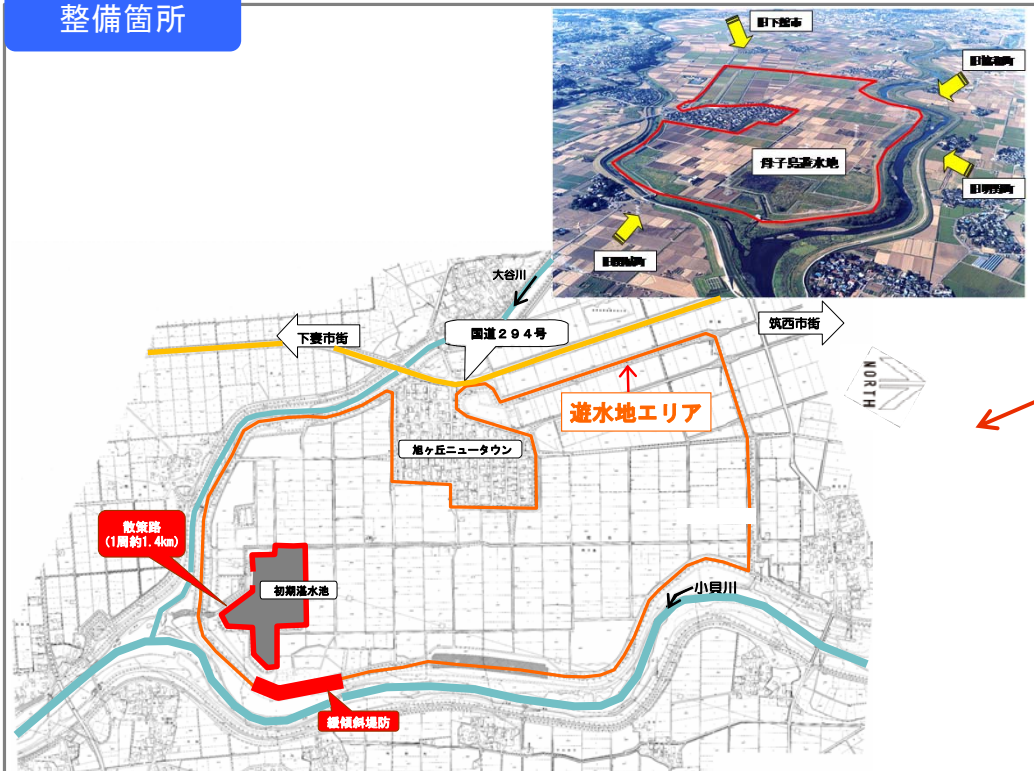 整備箇所
旧下館市
旧協和町
母子島遊水地
旧明野町
旧関城町
大谷川
国道294号
下妻市街
筑西市街
NORTH
遊水地エリア
旭ヶ丘ニュータウン
散策路
(1周約1.4km)
初期湛水池
小貝川
緩傾斜堤防